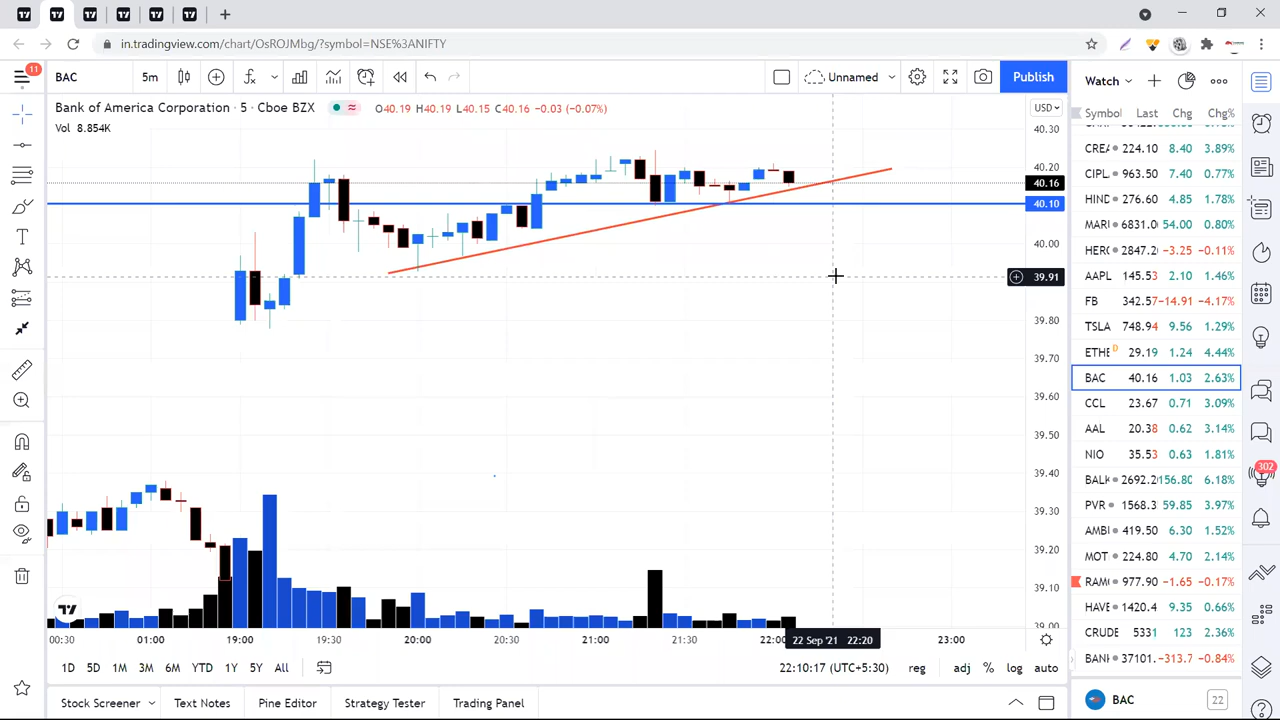 in.tradingview.com/chart/OsROJMbg/?symbol=NSE%3ANIFTY
11
BAC 5m Unnamed Publish Watch
Bank of America Corporation · 5 · Cboe BZX O40.19 H40.19 L40.15 C40.16 -0.03 (-0.07%)
Vol 8.854K
USD
40.30
40.20
40.16
40.10
40.00
39.91
39.80
39.70
39.60
39.50
39.40
39.30
39.20
39.10
39.00
Symbol Last Chg Chg%
CREA 224.10 8.40 3.89%
CIPL 963.50 7.40 0.77%
HIND 276.60 4.85 1.78%
MARI 6831.0 54.00 0.80%
HERO 2847.2 -3.25 -0.11%
AAPL 145.53 2.10 1.46%
FB 342.57 -14.91 -4.17%
TSLA 748.94 9.56 1.29%
ETHE D 29.19 1.24 4.44%
BAC 40.16 1.03 2.63%
CCL 23.67 0.71 3.09%
AAL 20.38 0.62 3.14%
NIO 35.53 0.63 1.81%
BALK 2692.2 156.80 6.18%
PVR 1568.3 59.85 3.97%
AMBI 419.50 6.30 1.52%
MOT 224.80 4.70 2.14%
RAM 977.90 -1.65 -0.17%
HAVE 1420.4 9.35 0.66%
CRUDE 5331 123 2.36%
BANK 37101. -313.7 -0.84%
302
00:30 01:00 19:00 19:30 20:00 20:30 21:00 21:30 22:00 22 Sep '21 22:20 23:00
1D 5D 1M 3M 6M YTD 1Y 5Y All 22:10:17 (UTC+5:30) reg adj % log auto
Stock Screener Text Notes Pine Editor Strategy Tester Trading Panel
BAC 22